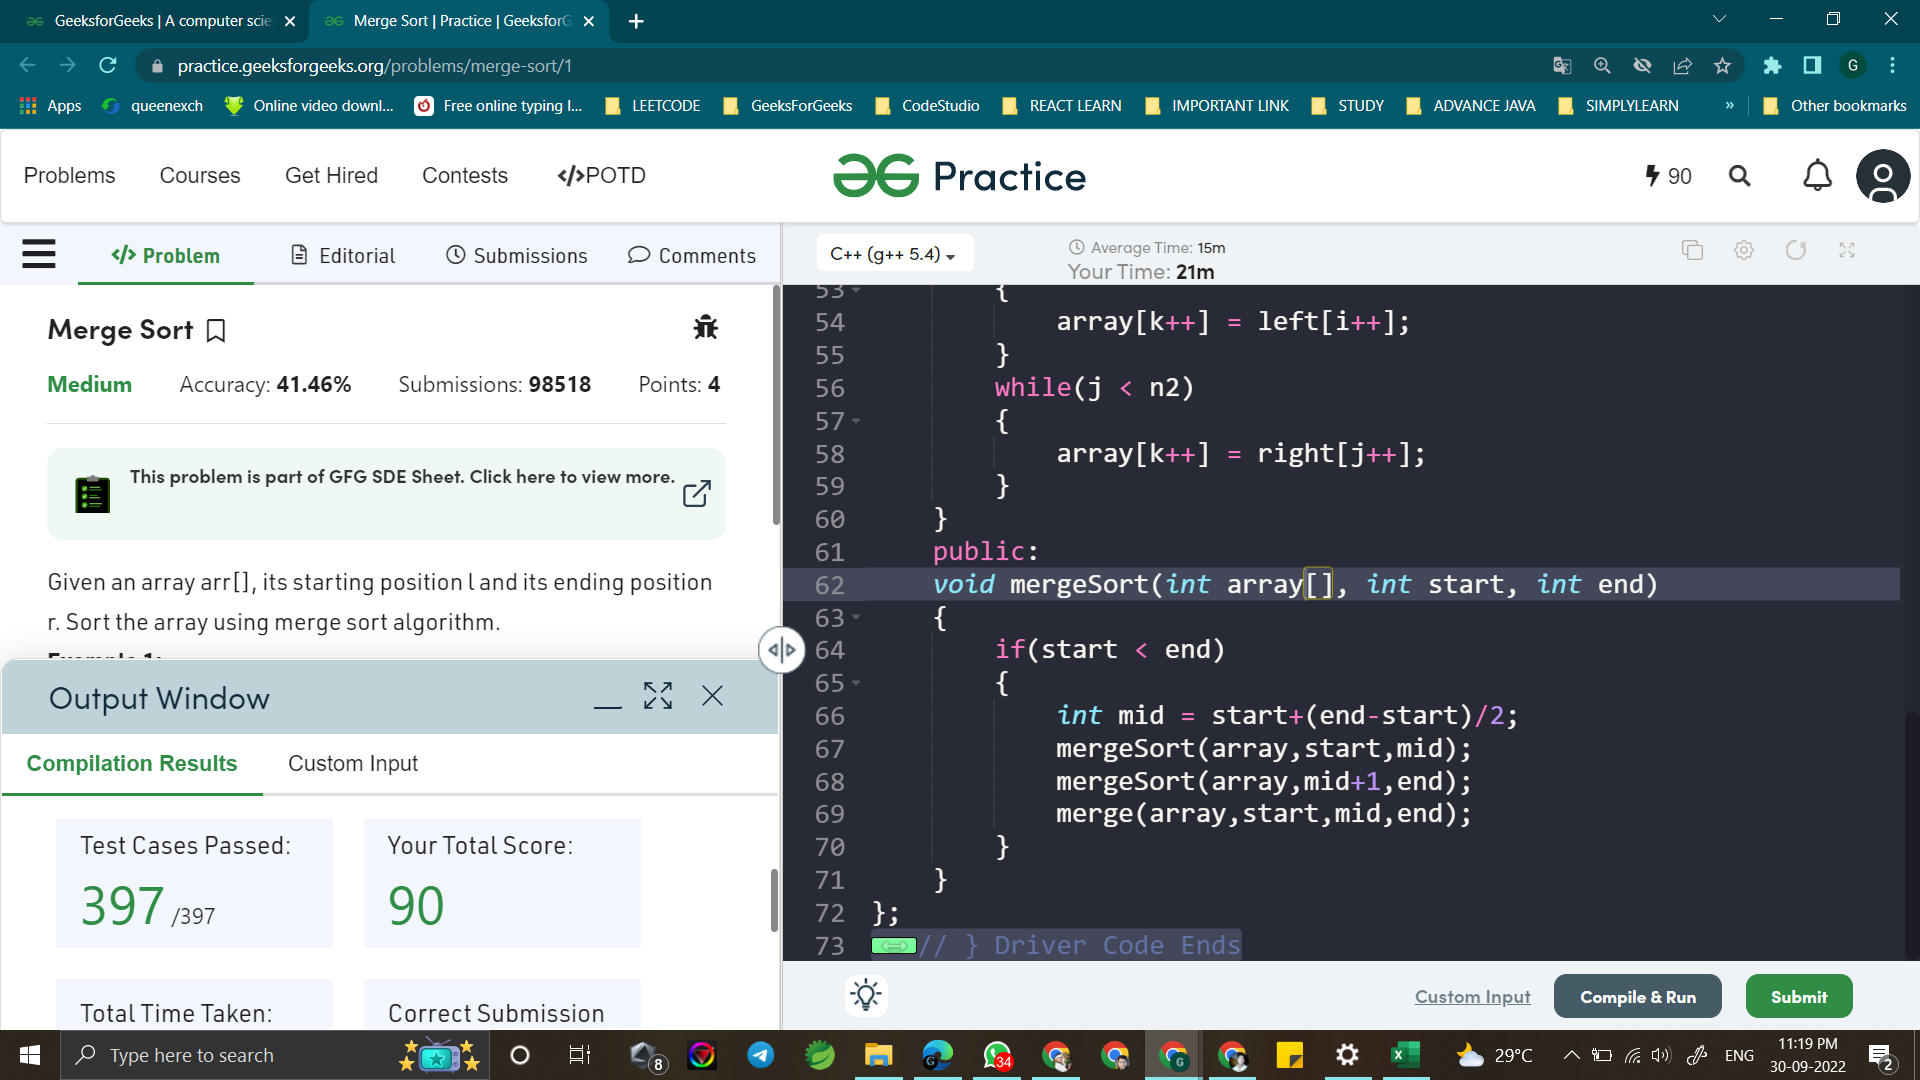 GeeksforGeeks | A computer scie
Merge Sort | Practice | GeeksforG
practice.geeksforgeeks.org/problems/merge-sort/1
G
Apps
queenexch
Online video downl...
Free online typing l...
LEETCODE
GeeksForGeeks
CodeStudio
REACT LEARN
IMPORTANT LINK
STUDY
ADVANCE JAVA
SIMPLYLEARN
»
Other bookmarks
Problems
Courses
Get Hired
Contests
</>POTD
Practice
90
</> Problem
Editorial
Submissions
Comments
C++ (g++ 5.4)
Average Time: 15m
Your Time: 21m
Merge Sort
Medium
Accuracy: 41.46%
Submissions: 98518
Points: 4
This problem is part of GFG SDE Sheet. Click here to view more.
Given an array arr[], its starting position l and its ending position
r. Sort the array using merge sort algorithm.
Example 1:
Output Window
Compilation Results
Custom Input
Test Cases Passed:
397 /397
Your Total Score:
90
Total Time Taken:
Correct Submission
53 {
54 array[k++] = left[i++];
55 }
56 while(j < n2)
57 {
58 array[k++] = right[j++];
59 }
60 }
61 public:
62 void mergeSort(int array[], int start, int end)
63 {
64 if(start < end)
65 {
66 int mid = start+(end-start)/2;
67 mergeSort(array,start,mid);
68 mergeSort(array,mid+1,end);
69 merge(array,start,mid,end);
70 }
71 }
72 };
73 // } Driver Code Ends
Custom Input
Compile & Run
Submit
Type here to search
8
34
G
29°C
ENG
11:19 PM
30-09-2022
2